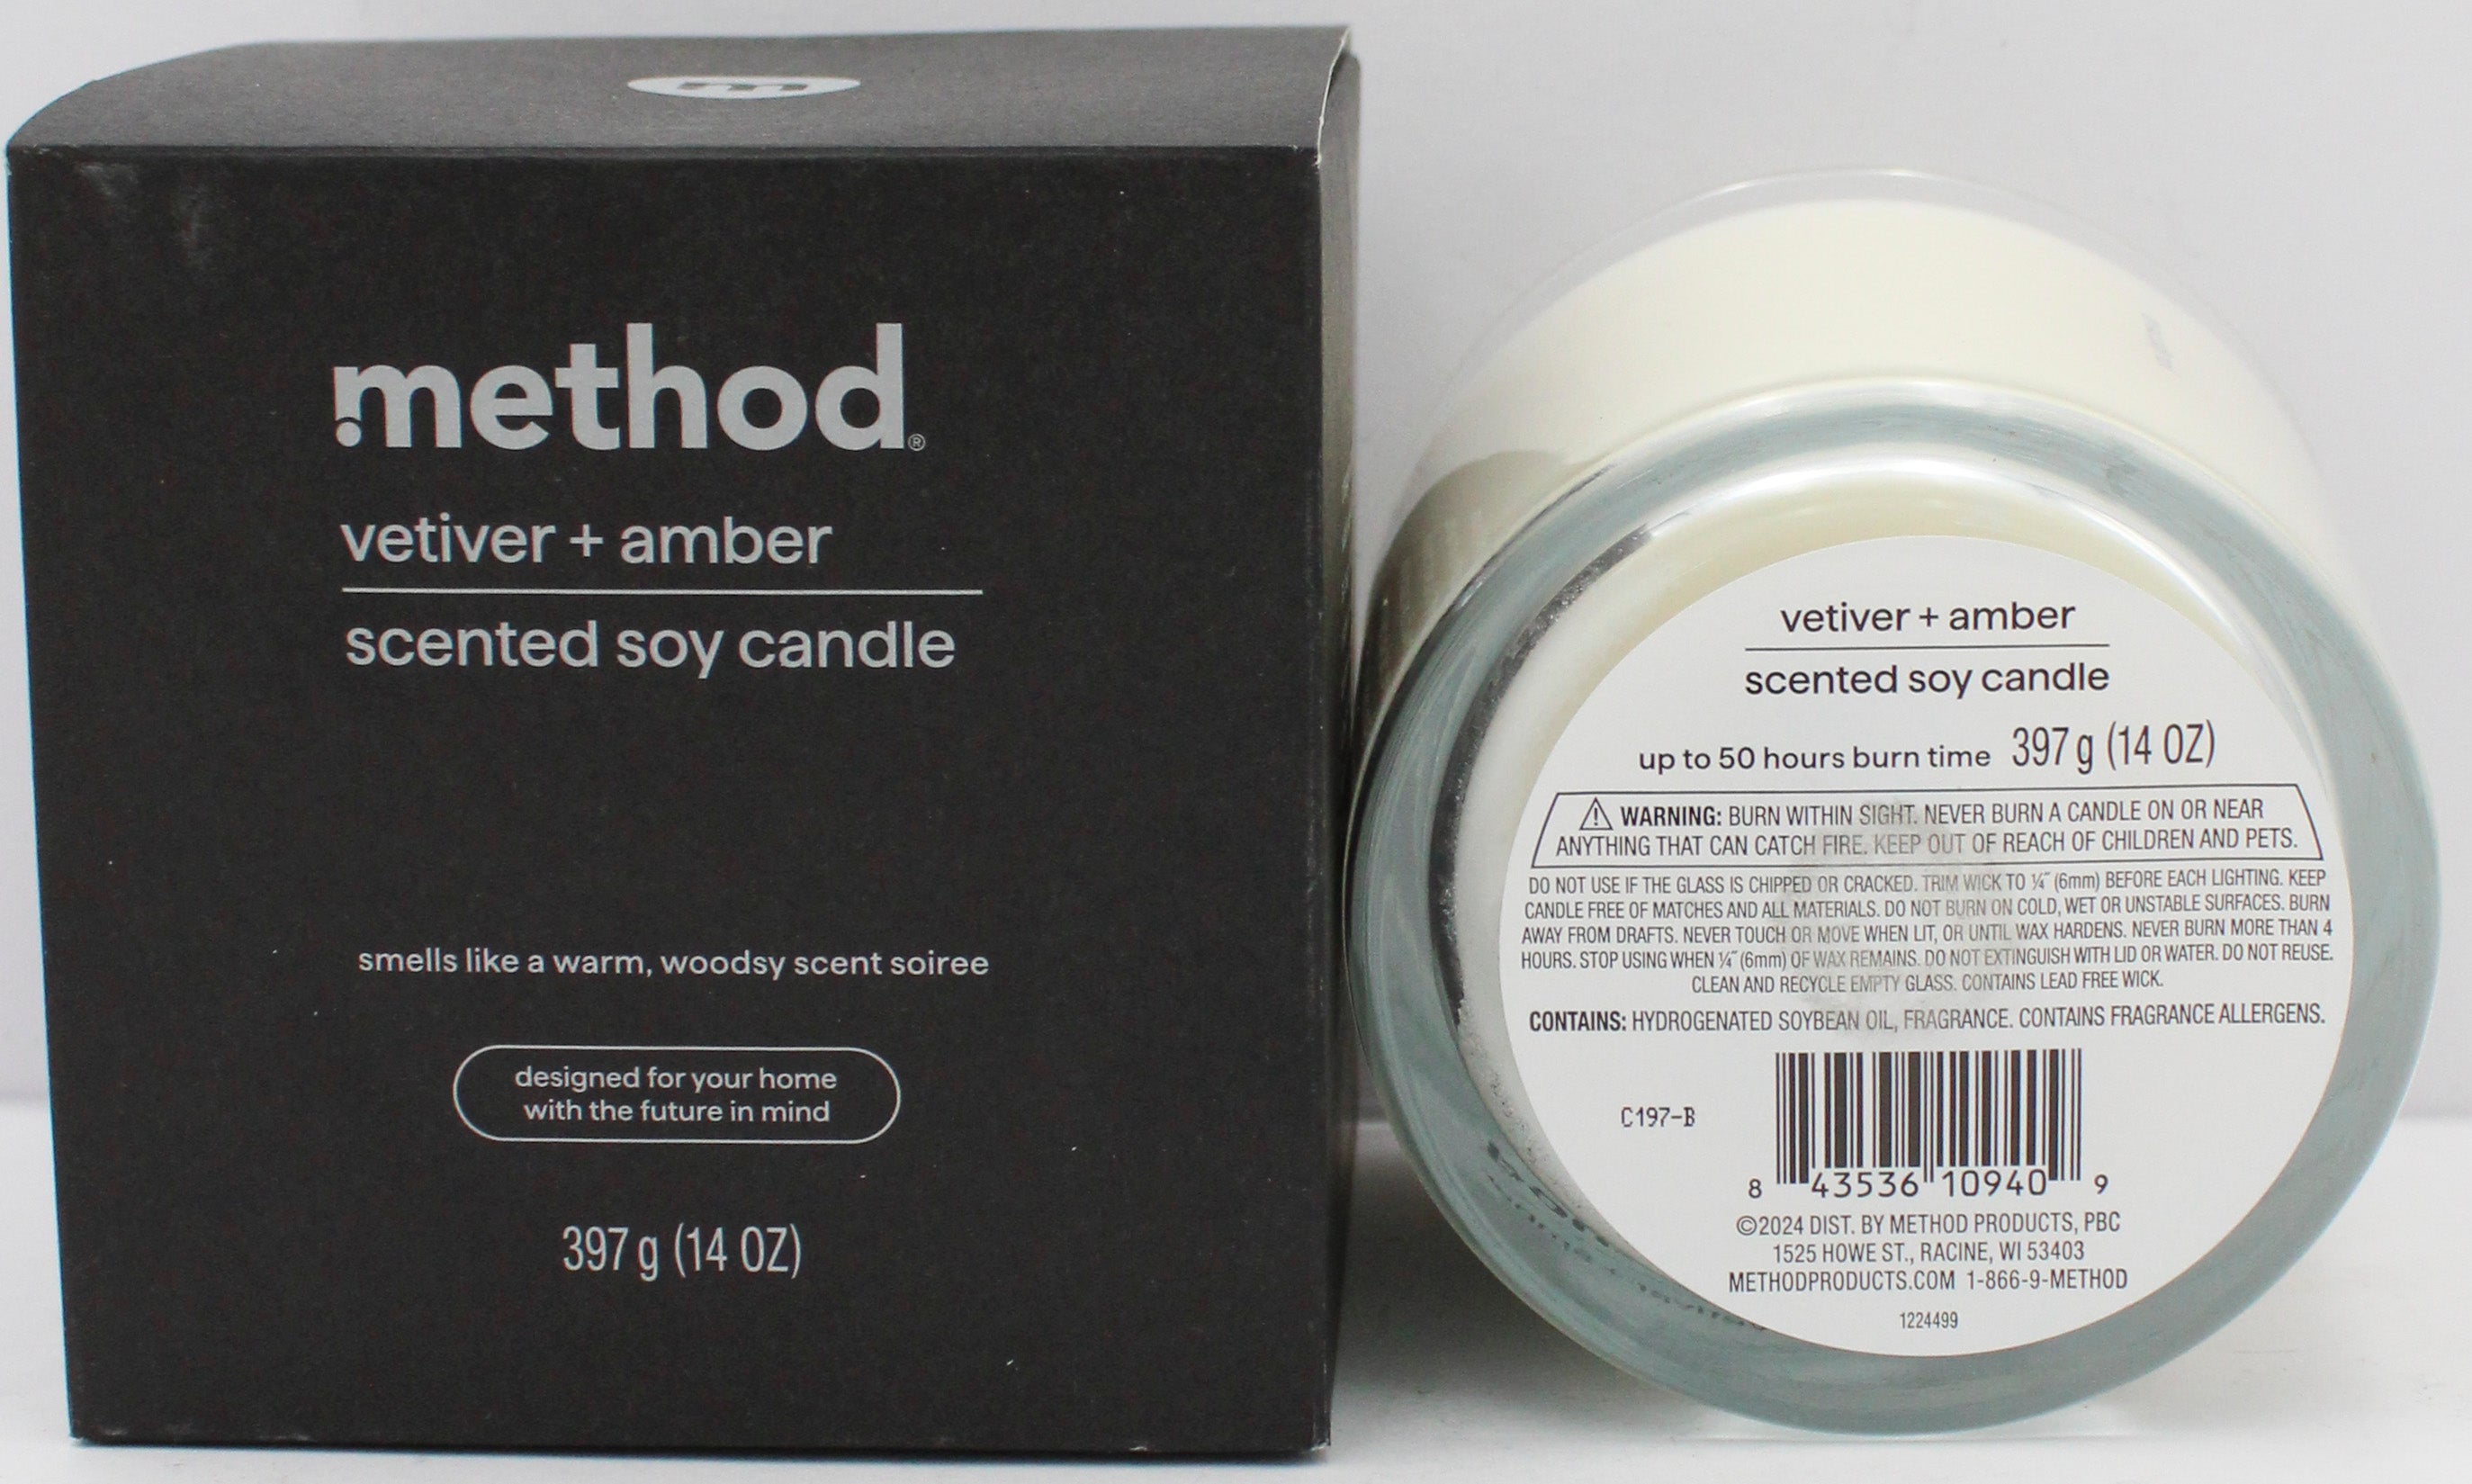 m
method®
vetiver + amber
scented soy candle
smells like a warm, woodsy scent soiree
designed for your home
with the future in mind
397 g (14 OZ)
vetiver + amber
scented soy candle
up to 50 hours burn time 397 g (14 OZ)
WARNING: BURN WITHIN SIGHT. NEVER BURN A CANDLE ON OR NEAR
ANYTHING THAT CAN CATCH FIRE. KEEP OUT OF REACH OF CHILDREN AND PETS.
DO NOT USE IF THE GLASS IS CHIPPED OR CRACKED. TRIM WICK TO ¼˝ (6mm) BEFORE EACH LIGHTING. KEEP
CANDLE FREE OF MATCHES AND ALL MATERIALS. DO NOT BURN ON COLD, WET OR UNSTABLE SURFACES. BURN
AWAY FROM DRAFTS. NEVER TOUCH OR MOVE WHEN LIT, OR UNTIL WAX HARDENS. NEVER BURN MORE THAN 4
HOURS. STOP USING WHEN ¼˝ (6mm) OF WAX REMAINS. DO NOT EXTINGUISH WITH LID OR WATER. DO NOT REUSE.
CLEAN AND RECYCLE EMPTY GLASS. CONTAINS LEAD FREE WICK.
CONTAINS: HYDROGENATED SOYBEAN OIL, FRAGRANCE. CONTAINS FRAGRANCE ALLERGENS.
C197-B
8 43536 10940 9
©2024 DIST. BY METHOD PRODUCTS, PBC
1525 HOWE ST., RACINE, WI 53403
METHODPRODUCTS.COM 1-866-9-METHOD
1224499